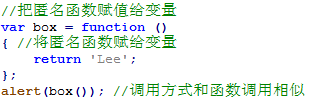 //把匿名函数赋值给变量
var box = function ()
{ //将匿名函数赋给变量
    return 'Lee';
};
alert(box()); //调用方式和函数调用相似